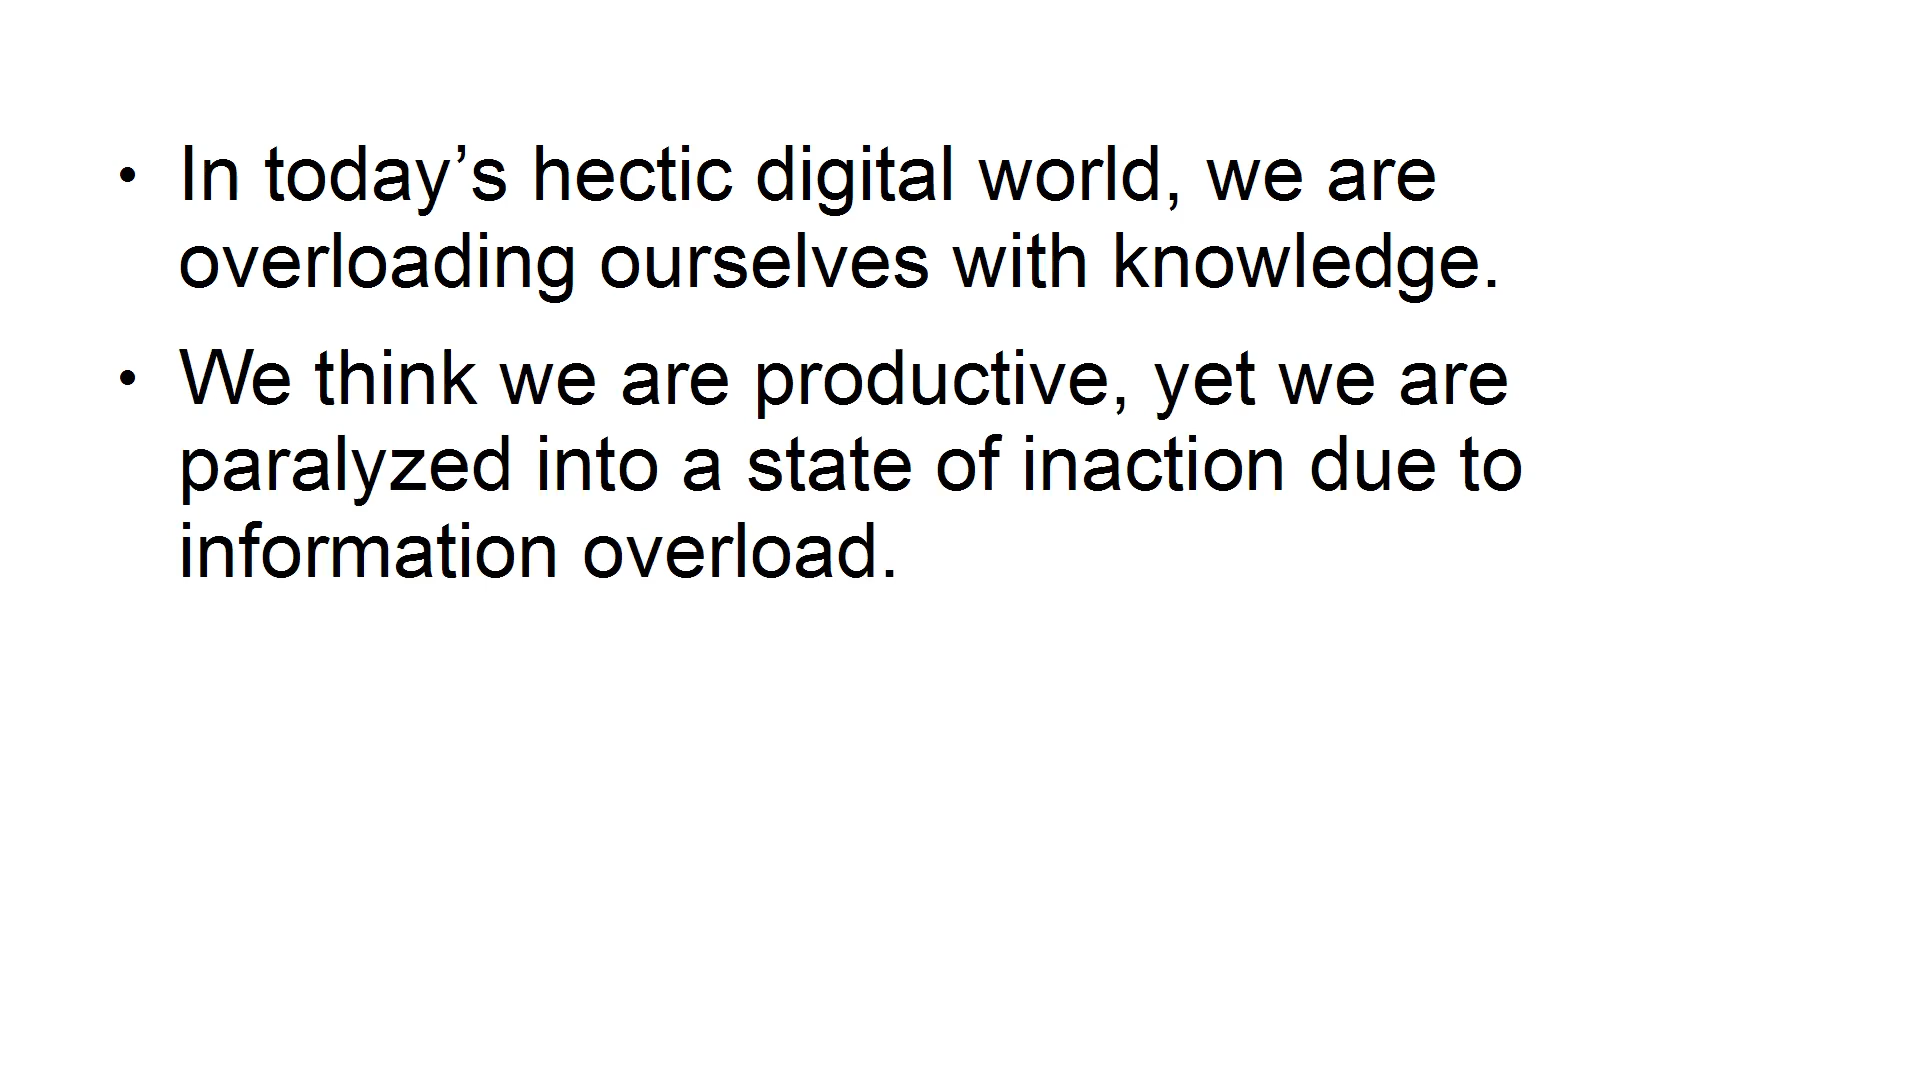 • In today’s hectic digital world, we are
overloading ourselves with knowledge.
• We think we are productive, yet we are
paralyzed into a state of inaction due to
information overload.